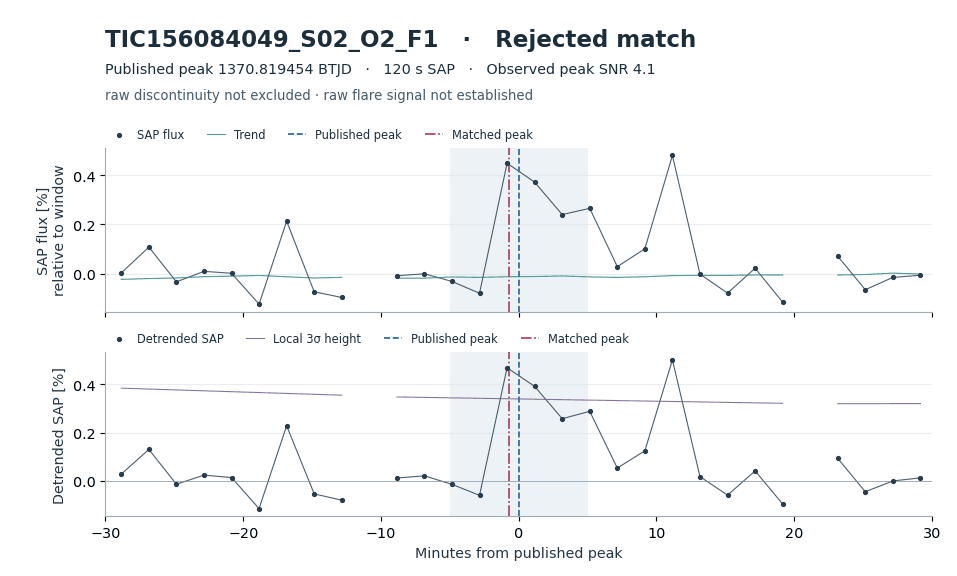 TIC156084049_S02_O2_F1 · Rejected match
Published peak 1370.819454 BTJD · 120 s SAP · Observed peak SNR 4.1
raw discontinuity not excluded · raw flare signal not established
SAP flux Trend Published peak Matched peak
SAP flux [%]
relative to window
0.4
0.2
0.0
Detrended SAP Local 3σ height Published peak Matched peak
Detrended SAP [%]
0.4
0.2
0.0
−30 −20 −10 0 10 20 30
Minutes from published peak